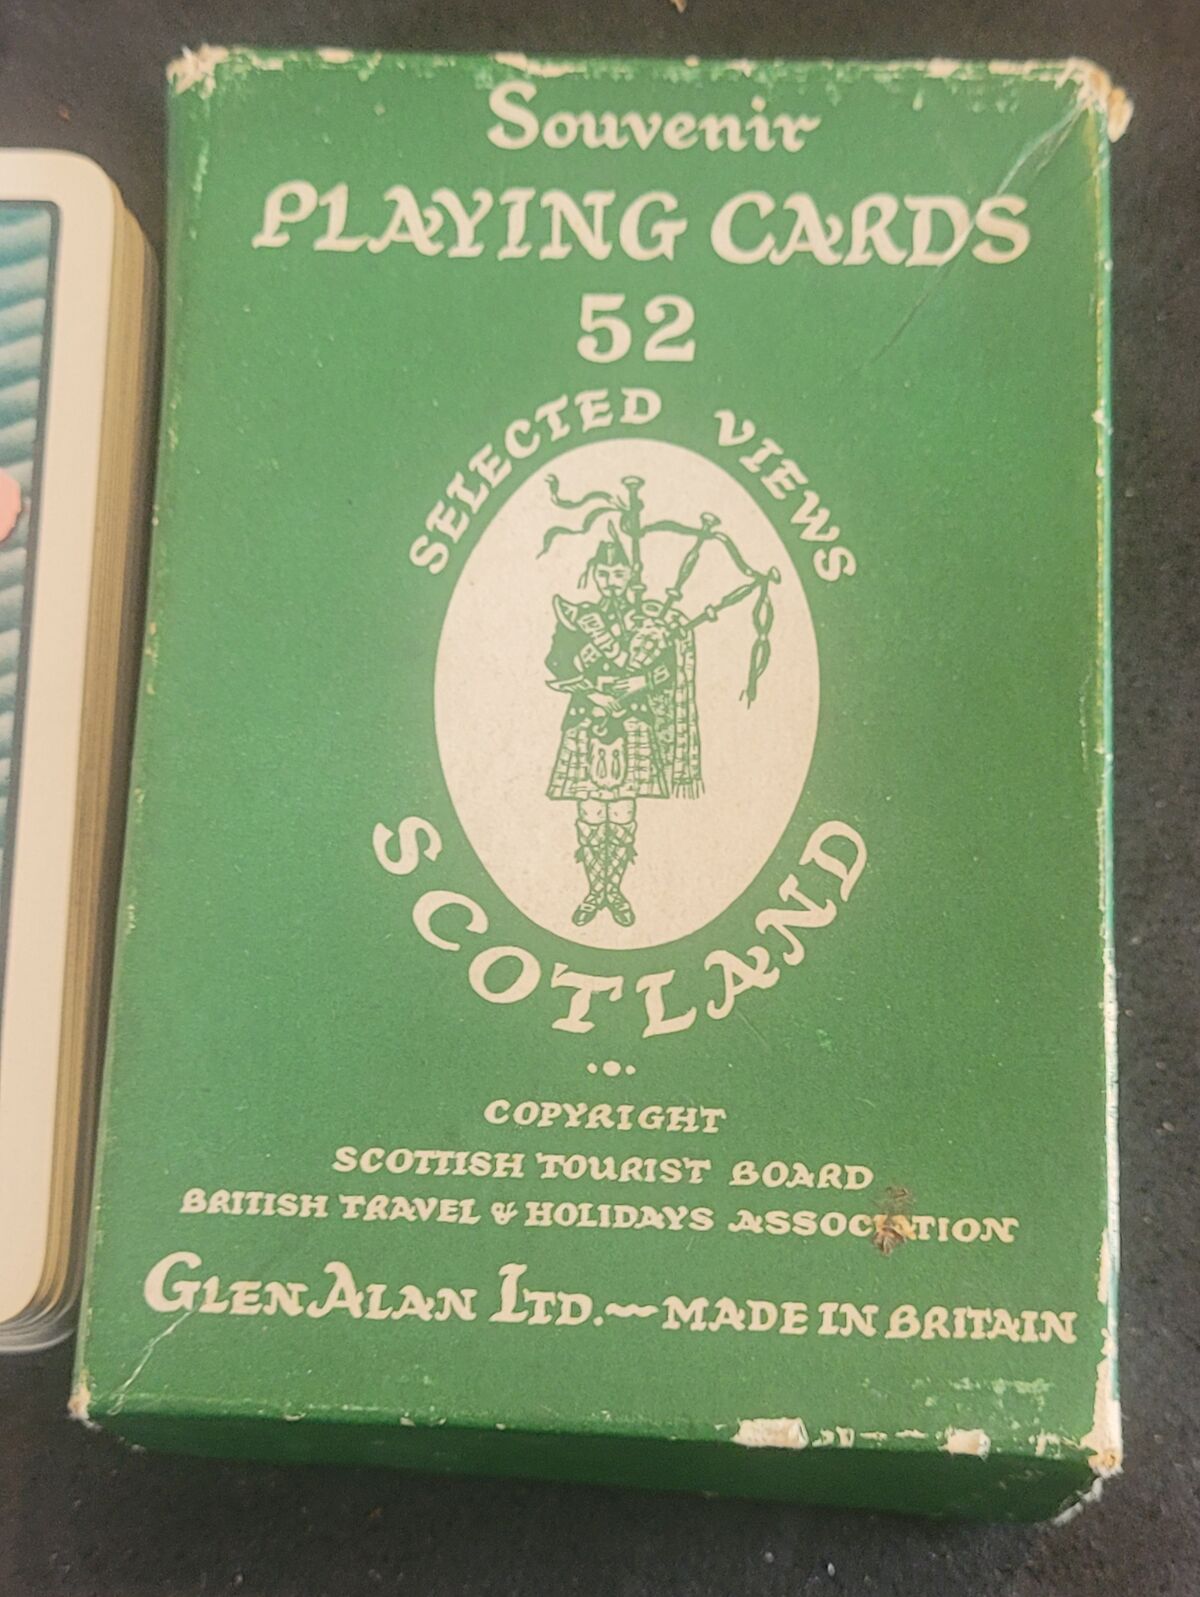 Souvenir
PLAYING CARDS
52
SELECTED VIEWS
SCOTLAND
COPYRIGHT
SCOTTISH TOURIST BOARD
BRITISH TRAVEL & HOLIDAYS ASSOCIATION
GLEN ALAN LTD.~MADE IN BRITAIN